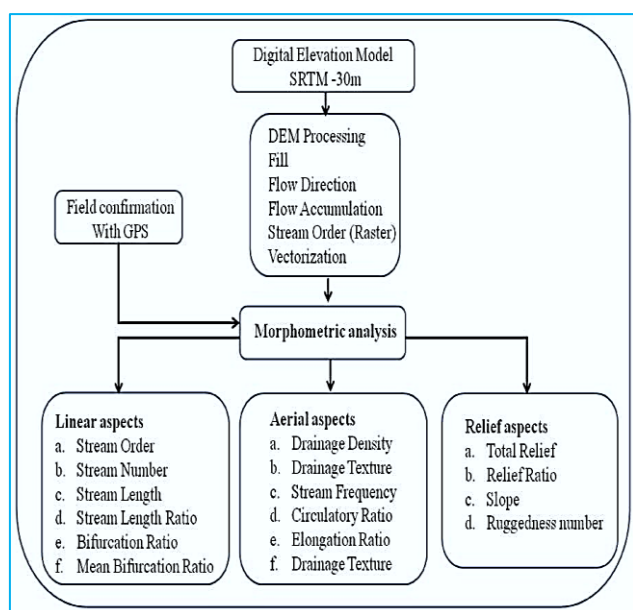 Digital Elevation Model
SRTM -30m
DEM Processing
Fill
Flow Direction
Flow Accumulation
Stream Order (Raster)
Vectorization
Field confirmation
With GPS
Morphometric analysis
Linear aspects
a. Stream Order
b. Stream Number
c. Stream Length
d. Stream Length Ratio
e. Bifurcation Ratio
f. Mean Bifurcation Ratio
Aerial aspects
a. Drainage Density
b. Drainage Texture
c. Stream Frequency
d. Circulatory Ratio
e. Elongation Ratio
f. Drainage Texture
Relief aspects
a. Total Relief
b. Relief Ratio
c. Slope
d. Ruggedness number